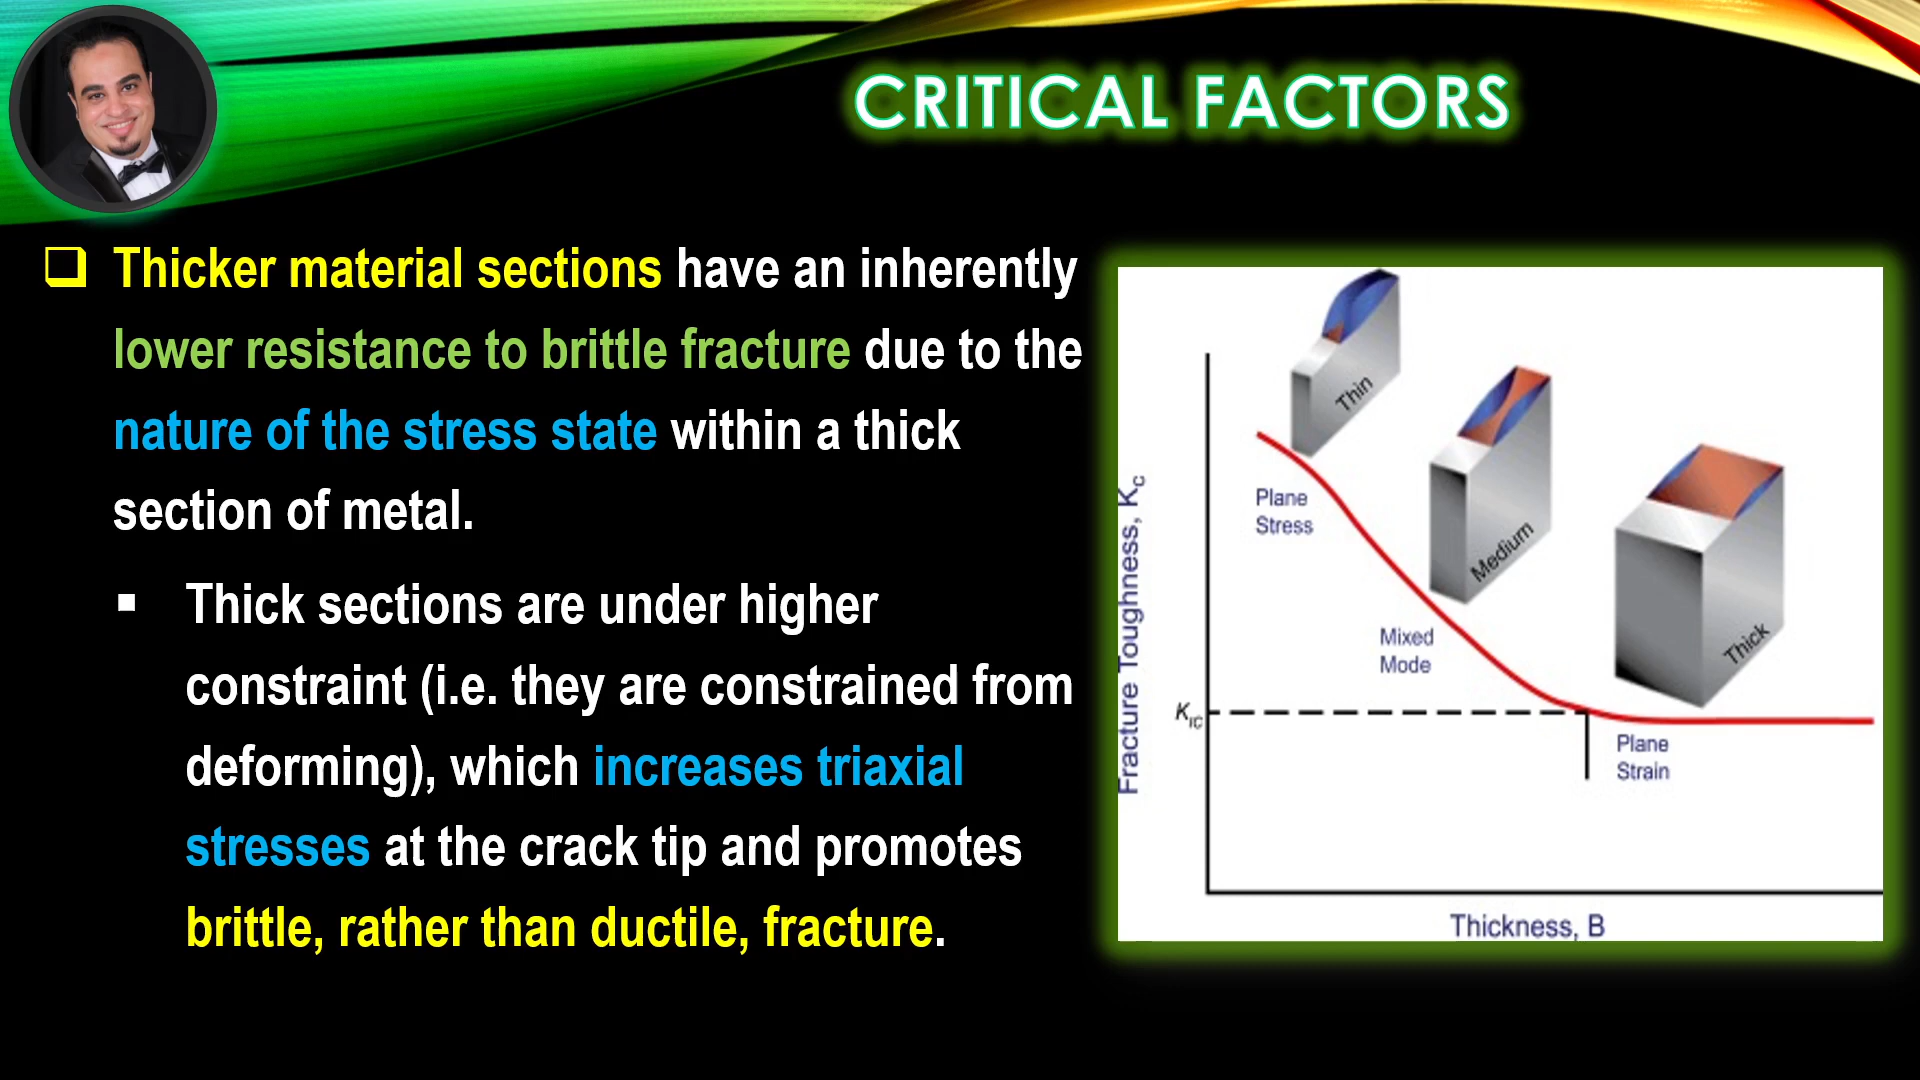 CRITICAL FACTORS
❑ Thicker material sections have an inherently
lower resistance to brittle fracture due to the
nature of the stress state within a thick
section of metal.
▪ Thick sections are under higher
constraint (i.e. they are constrained from
deforming), which increases triaxial
stresses at the crack tip and promotes
brittle, rather than ductile, fracture.
Thin
Medium
Thick
Plane
Stress
Mixed
Mode
Plane
Strain
Fracture Toughness, KC
KIC
Thickness, B